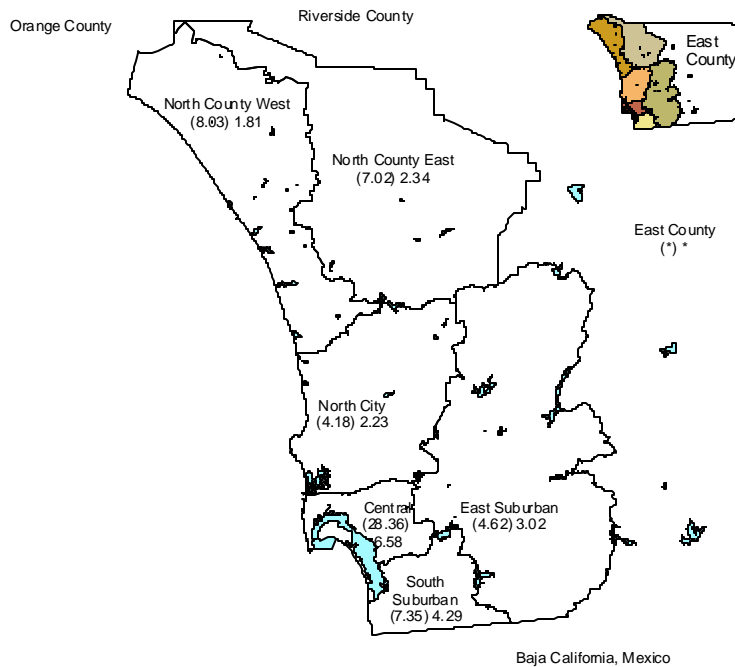 Riverside County
Orange County
East
County
North County West
(8.03) 1.81
North County East
(7.02) 2.34
East County
(*) *
North City
(4.18) 2.23
Central
(28.36)
6.58
East Suburban
(4.62) 3.02
South
Suburban
(7.35) 4.29
Baja California, Mexico